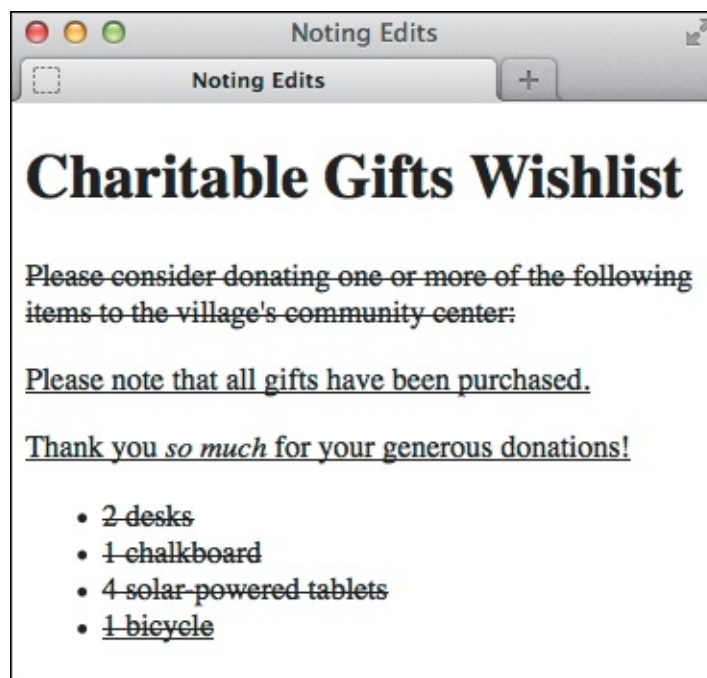 Noting Edits
Noting Edits
Charitable Gifts Wishlist
Please consider donating one or more of the following
items to the village's community center:
Please note that all gifts have been purchased.
Thank you so much for your generous donations!
• 2 desks
• 1 chalkboard
• 4 solar-powered tablets
• 1 bicycle